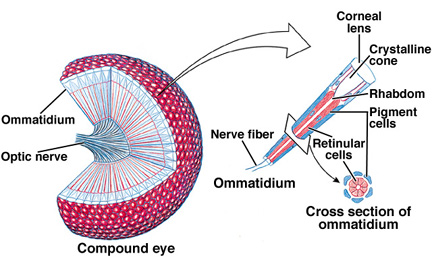 Corneal
lens
Crystalline
cone
Rhabdom
Pigment
cells
Ommatidium
Nerve fiber
Retinular
cells
Optic nerve
Ommatidium
Cross section of
ommatidium
Compound eye